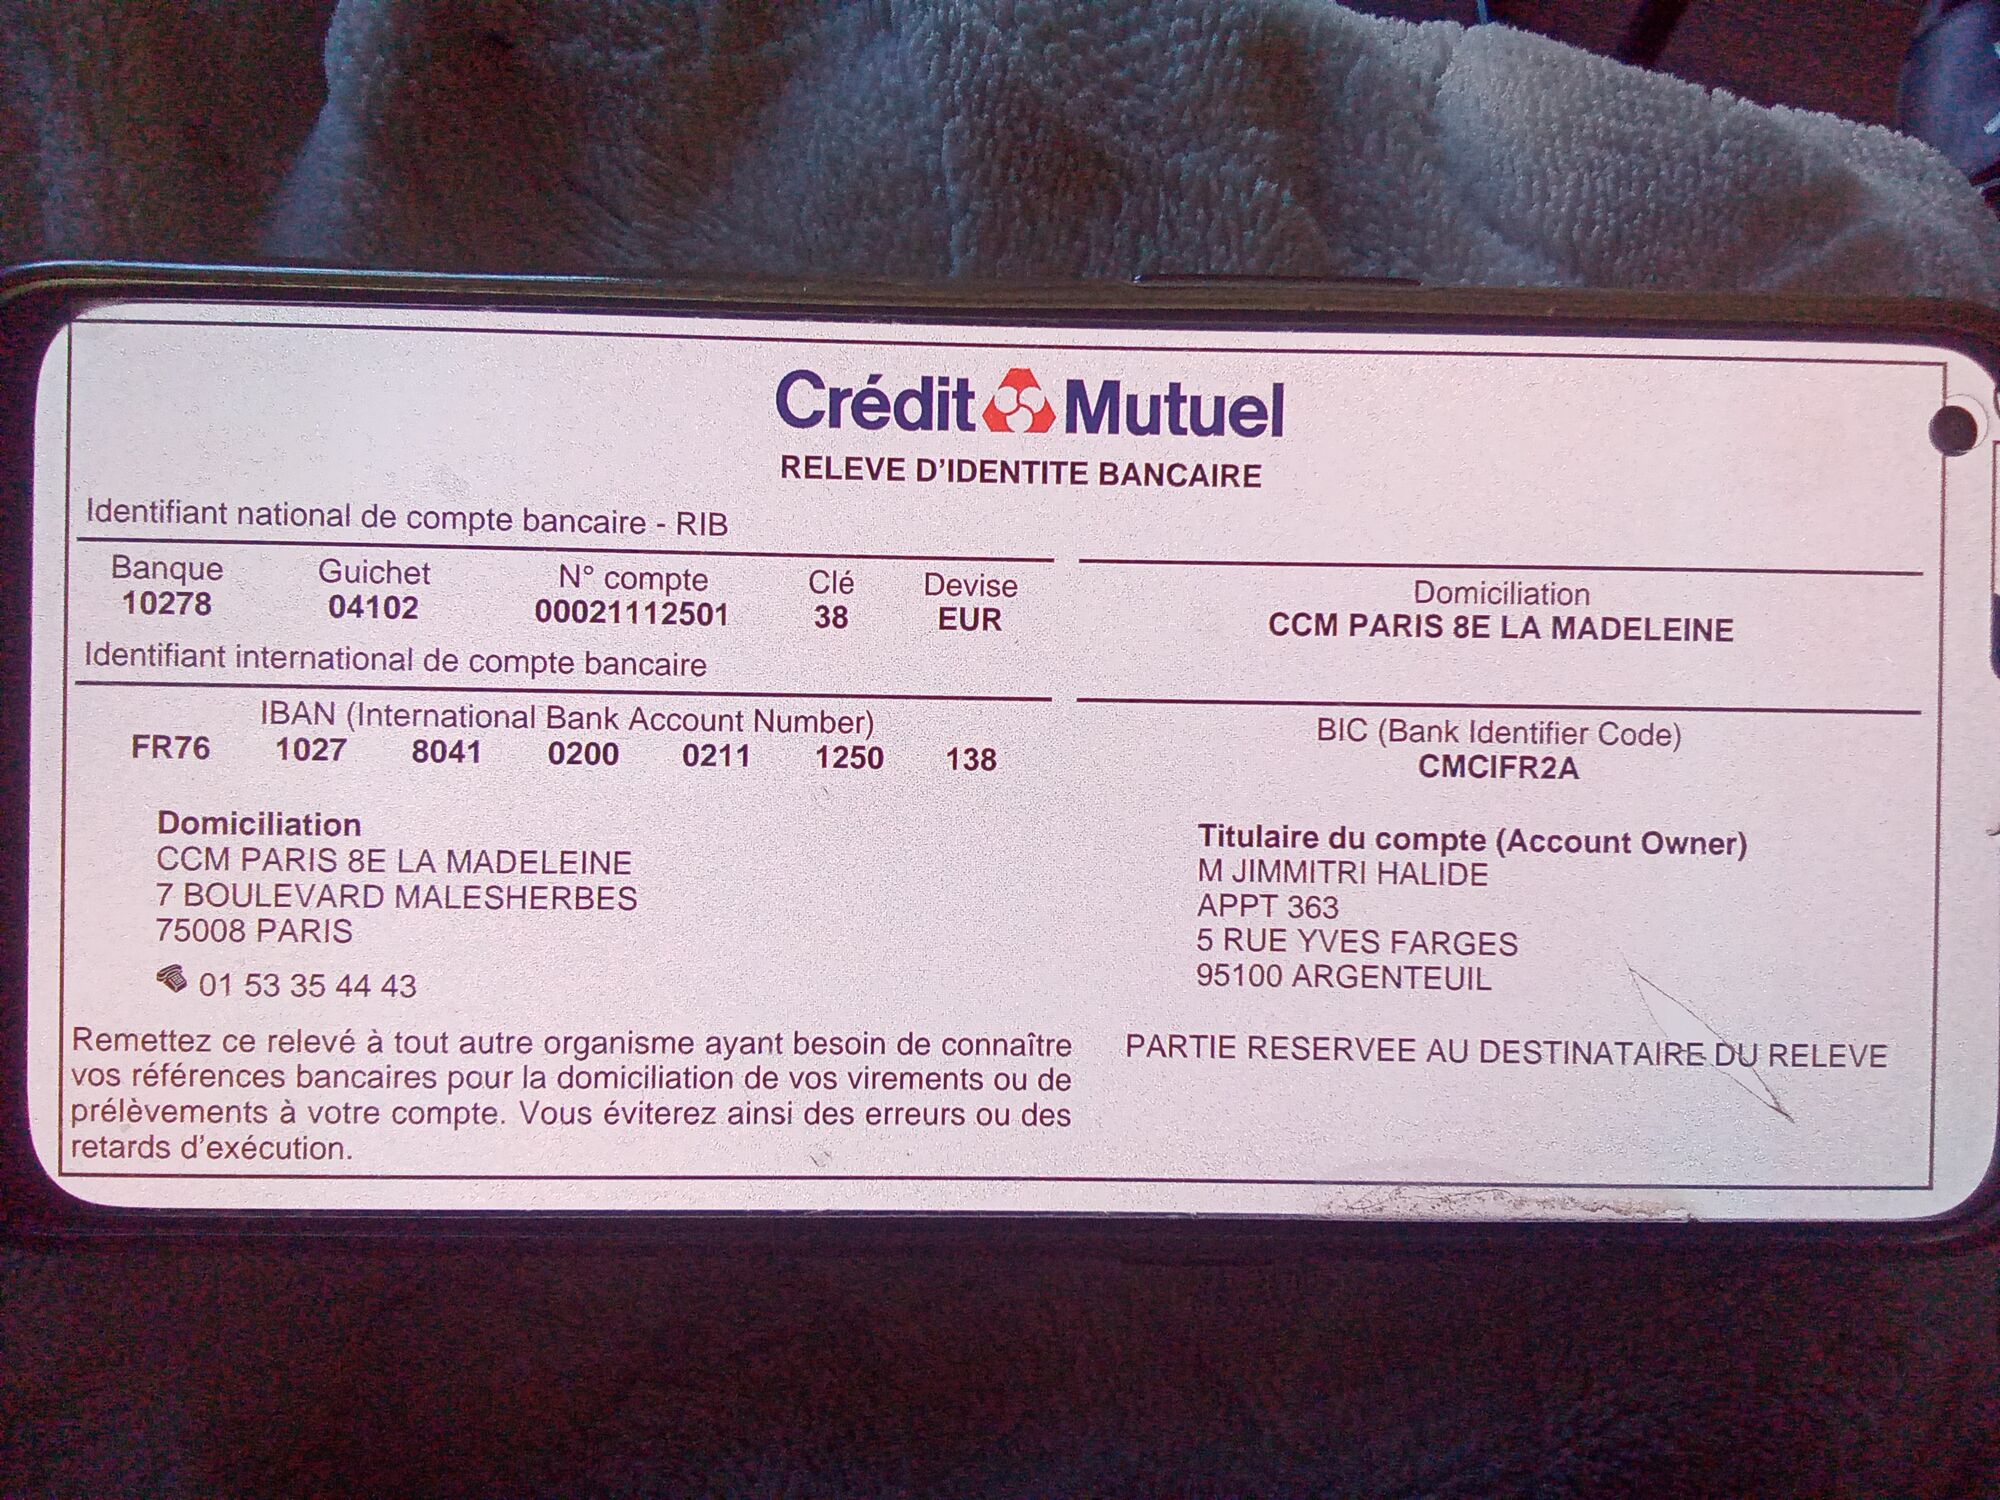 Crédit Mutuel
RELEVE D'IDENTITE BANCAIRE
Identifiant national de compte bancaire - RIB
Banque Guichet N° compte Clé Devise Domiciliation
10278 04102 00021112501 38 EUR CCM PARIS 8E LA MADELEINE
Identifiant international de compte bancaire
IBAN (International Bank Account Number) BIC (Bank Identifier Code)
FR76 1027 8041 0200 0211 1250 138 CMCIFR2A
Domiciliation
CCM PARIS 8E LA MADELEINE
7 BOULEVARD MALESHERBES
75008 PARIS
01 53 35 44 43
Titulaire du compte (Account Owner)
M JIMMITRI HALIDE
APPT 363
5 RUE YVES FARGES
95100 ARGENTEUIL
Remettez ce relevé à tout autre organisme ayant besoin de connaître
vos références bancaires pour la domiciliation de vos virements ou de
prélèvements à votre compte. Vous éviterez ainsi des erreurs ou des
retards d'exécution.
PARTIE RESERVEE AU DESTINATAIRE DU RELEVE